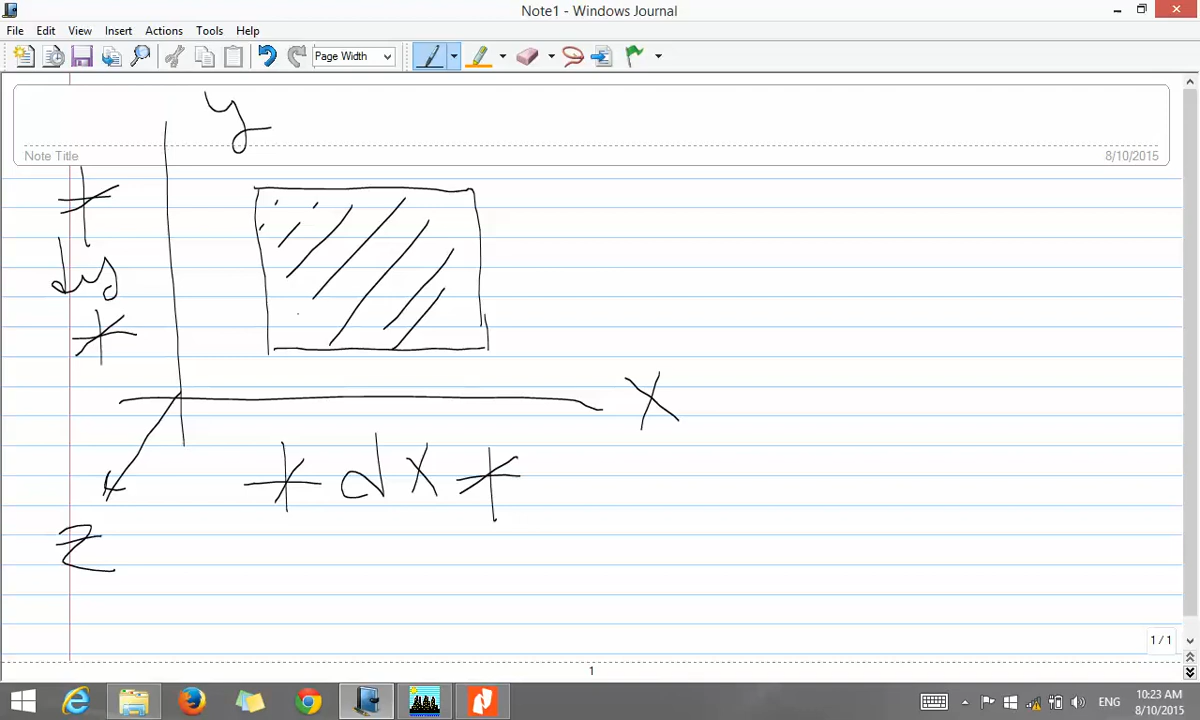 Note1 - Windows Journal
File Edit View Insert Actions Tools Help
Page Width
y
Note Title
8/10/2015
dy
X
dx
Z
1 / 1
1
ENG
10:23 AM
8/10/2015